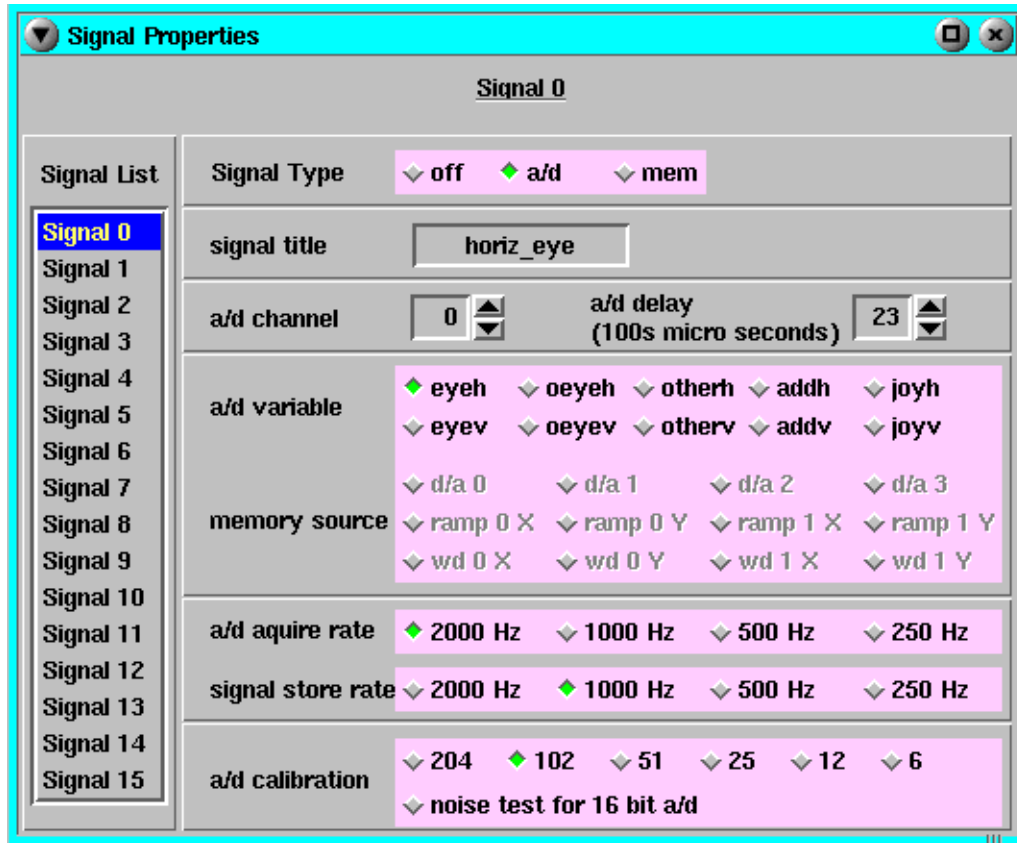 Signal Properties
Signal 0
Signal List
Signal 0
Signal 1
Signal 2
Signal 3
Signal 4
Signal 5
Signal 6
Signal 7
Signal 8
Signal 9
Signal 10
Signal 11
Signal 12
Signal 13
Signal 14
Signal 15
Signal Type off a/d mem
signal title horiz_eye
a/d channel 0 a/d delay
(100s micro seconds) 23
a/d variable
eyeh oeyeh otherh addh joyh
eyev oeyev otherv addv joyv
memory source
d/a 0 d/a 1 d/a 2 d/a 3
ramp 0 X ramp 0 Y ramp 1 X ramp 1 Y
wd 0 X wd 0 Y wd 1 X wd 1 Y
a/d aquire rate 2000 Hz 1000 Hz 500 Hz 250 Hz
signal store rate 2000 Hz 1000 Hz 500 Hz 250 Hz
a/d calibration
204 102 51 25 12 6
noise test for 16 bit a/d